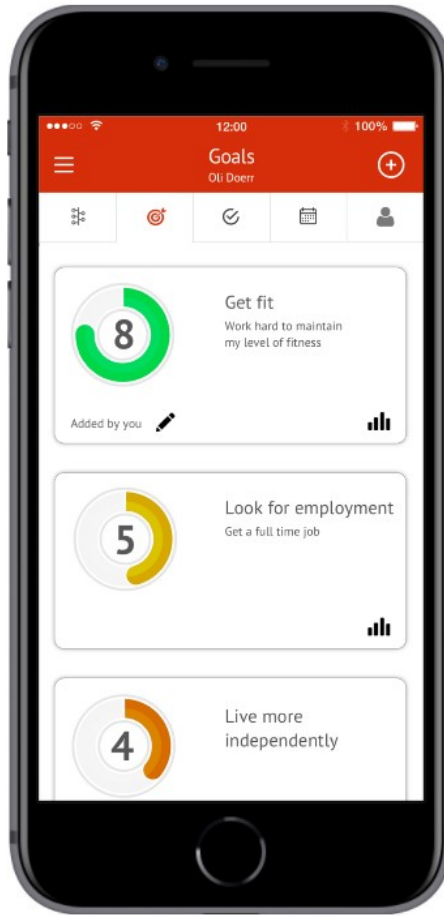 12:00
100%
Goals
Oli Doerr
8
Get fit
Work hard to maintain
my level of fitness
Added by you
5
Look for employment
Get a full time job
4
Live more
independently